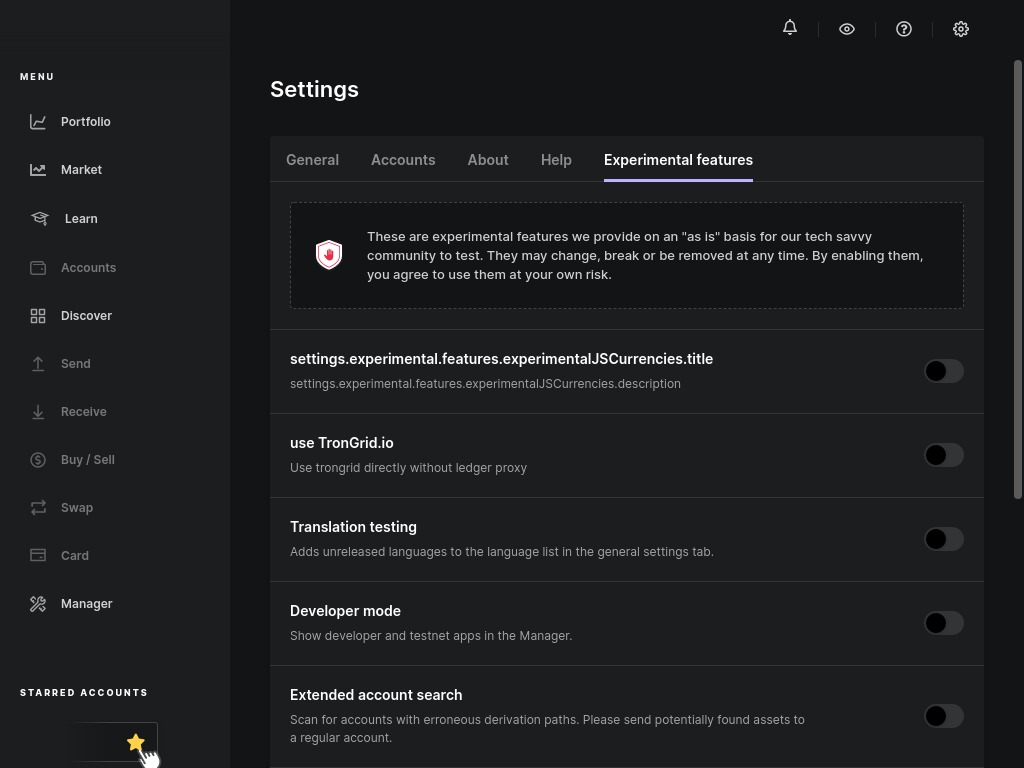 MENU
Portfolio
Market
Learn
Accounts
Discover
Send
Receive
Buy / Sell
Swap
Card
Manager
STARRED ACCOUNTS
Settings
General
Accounts
About
Help
Experimental features
These are experimental features we provide on an "as is" basis for our tech savvy
community to test. They may change, break or be removed at any time. By enabling them,
you agree to use them at your own risk.
settings.experimental.features.experimentalJSCurrencies.title
settings.experimental.features.experimentalJSCurrencies.description
use TronGrid.io
Use trongrid directly without ledger proxy
Translation testing
Adds unreleased languages to the language list in the general settings tab.
Developer mode
Show developer and testnet apps in the Manager.
Extended account search
Scan for accounts with erroneous derivation paths. Please send potentially found assets to
a regular account.